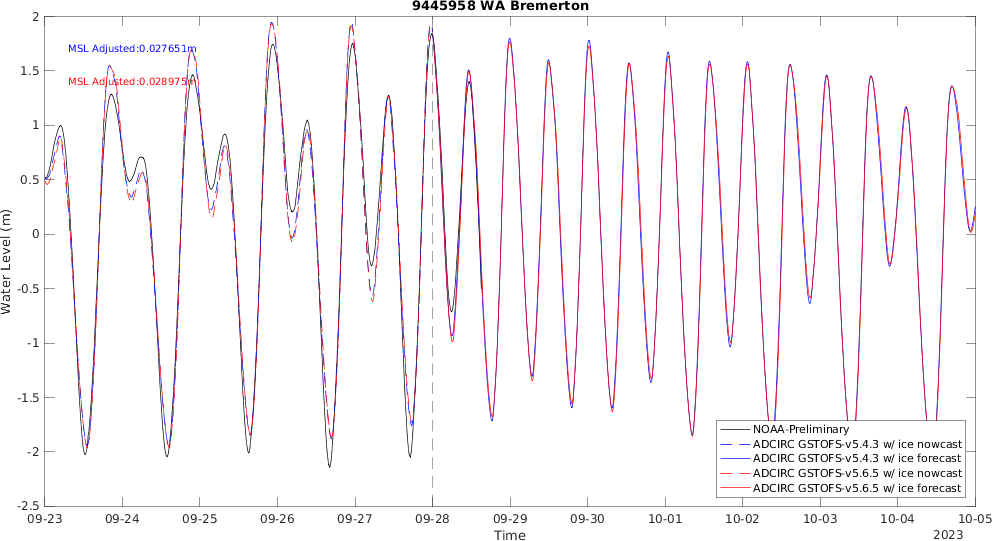 9445958 WA Bremerton
MSL Adjusted:0.027651m
MSL Adjusted:0.028975m
Water Level (m)
2
1.5
1
0.5
0
-0.5
-1
-1.5
-2
-2.5
NOAA-Preliminary
ADCIRC GSTOFS-v5.4.3 w/ ice nowcast
ADCIRC GSTOFS-v5.4.3 w/ ice forecast
ADCIRC GSTOFS-v5.6.5 w/ ice nowcast
ADCIRC GSTOFS-v5.6.5 w/ ice forecast
09-23 09-24 09-25 09-26 09-27 09-28 09-29 09-30 10-01 10-02 10-03 10-04 10-05
Time
2023